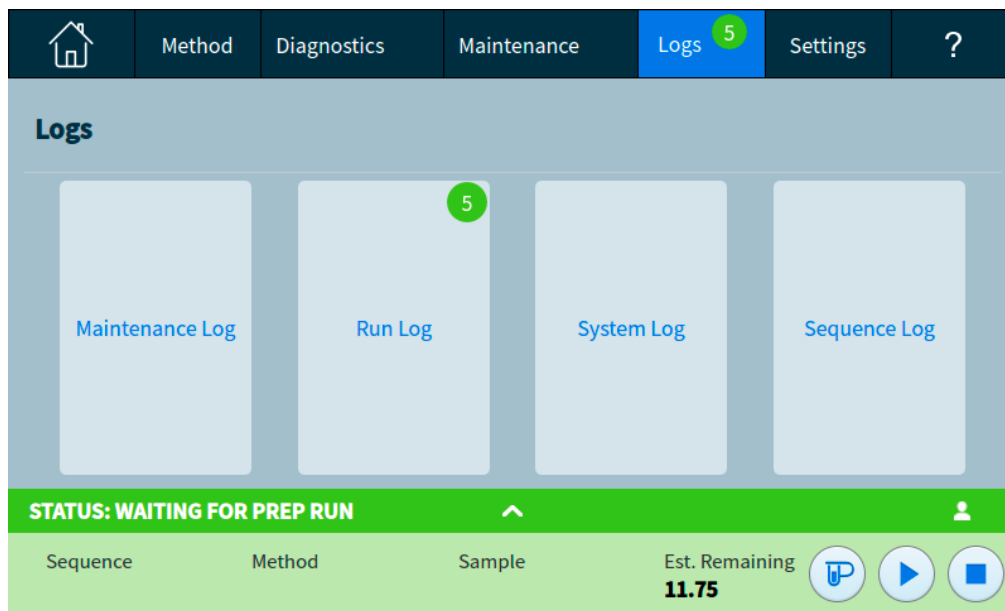 Method Diagnostics Maintenance Logs 5 Settings ?
Logs
5
Maintenance Log Run Log System Log Sequence Log
STATUS: WAITING FOR PREP RUN
Sequence Method Sample Est. Remaining
11.75